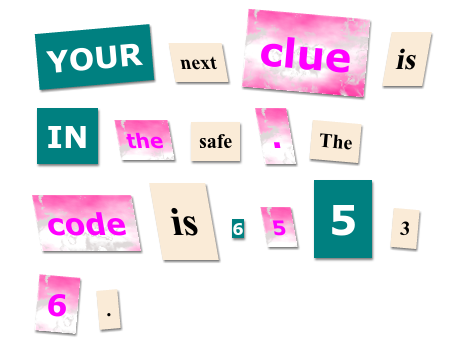 YOUR next clue is
IN the safe . The
code is 6 5 5 3
6 .